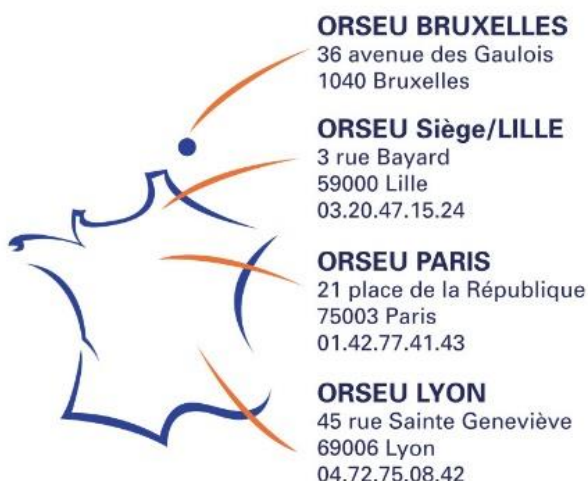 ORSEU BRUXELLES
36 avenue des Gaulois
1040 Bruxelles
ORSEU Siège/LILLE
3 rue Bayard
59000 Lille
03.20.47.15.24
ORSEU PARIS
21 place de la République
75003 Paris
01.42.77.41.43
ORSEU LYON
45 rue Sainte Geneviève
69006 Lyon
04.72.75.08.42